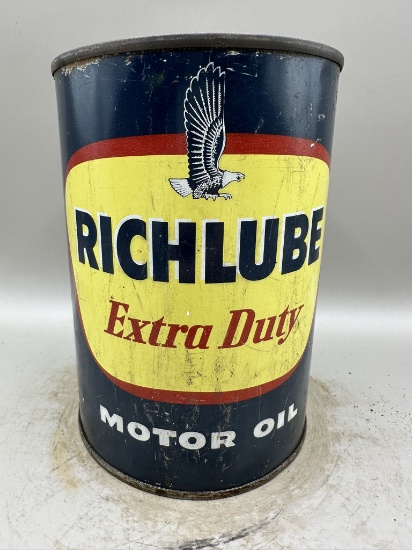 RICHLUBE
Extra Duty
MOTOR OIL